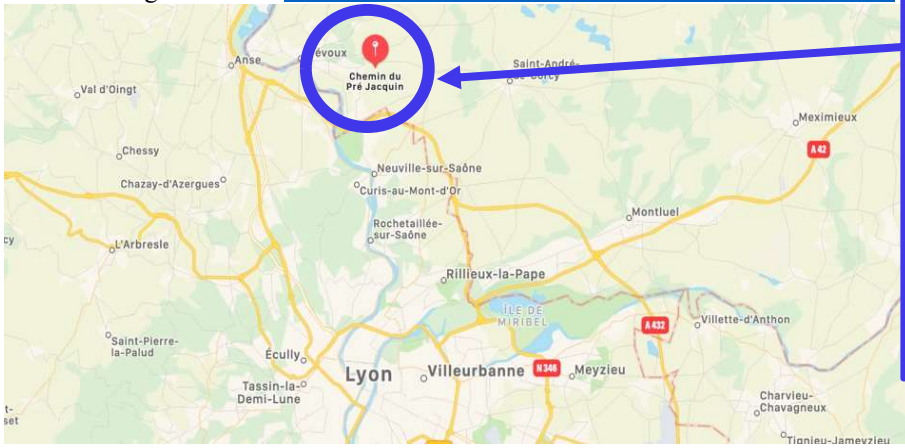 Anse
évoux
Chemin du
Pré Jacquin
Saint-André-
de-Corcy
Val d'Oingt
Meximieux
A 42
Chessy
Neuville-sur-Saône
Chazay-d'Azergues
Curis-au-Mont-d'Or
Montluel
Rochetaillée-
sur-Saône
cy
L'Arbresle
Rillieux-la-Pape
ÎLE DE
MIRIBEL
A 432
Villette-d'Anthon
Saint-Pierre-
la-Palud
Écully
Lyon
Villeurbanne
N346
Meyzieu
Tassin-la-
Demi-Lune
Charvieu-
Chavagneux
t-
set
Tignieu-Jameyzieu